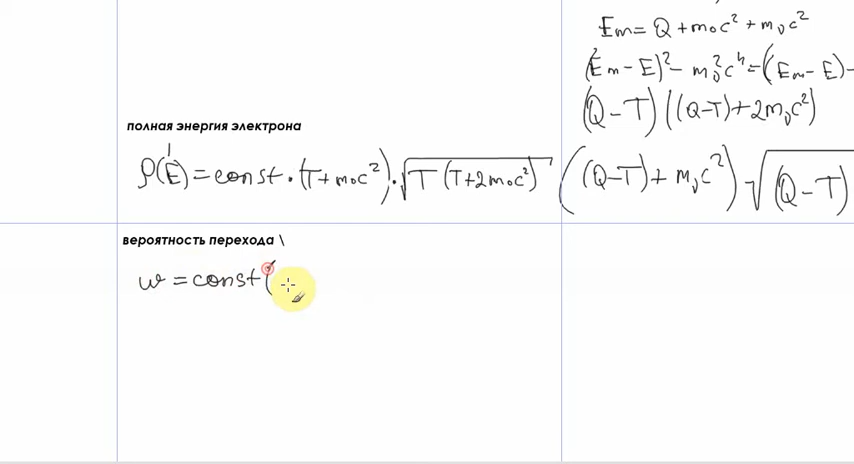 Em = Q + m₀c² + m_νc²
(Em – E)² – m_ν²c⁴ = ((Em – E) –
(Q – T) ((Q – T) + 2m_νc²)
полная энергия электрона
ρ(E) = const · (T + m₀c²) · √T(T + 2m₀c²) ((Q – T) + m_νc²) √(Q – T)
вероятность перехода \
w = const (